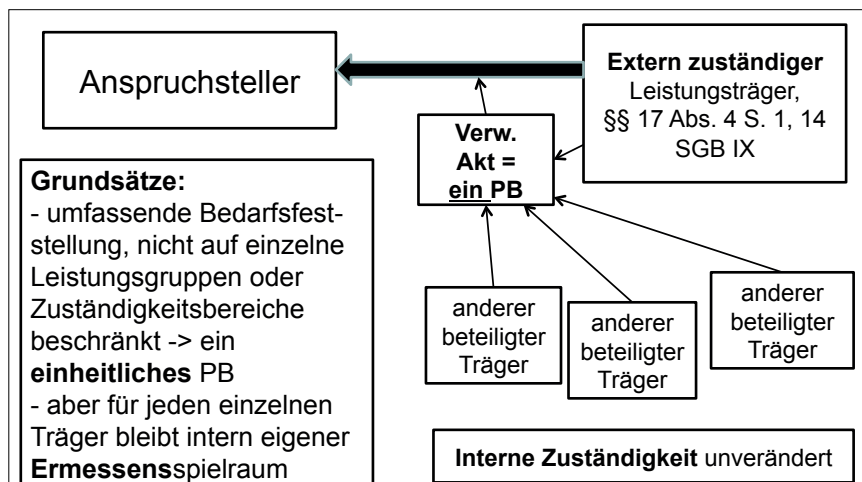 Anspruchsteller
Extern zuständiger
Leistungsträger,
§§ 17 Abs. 4 S. 1, 14
SGB IX
Verw.
Akt =
ein PB
Grundsätze:
- umfassende Bedarfsfest-
stellung, nicht auf einzelne
Leistungsgruppen oder
Zuständigkeitsbereiche
beschränkt -> ein
einheitliches PB
- aber für jeden einzelnen
Träger bleibt intern eigener
Ermessensspielraum
anderer
beteiligter
Träger
anderer
beteiligter
Träger
anderer
beteiligter
Träger
Interne Zuständigkeit unverändert